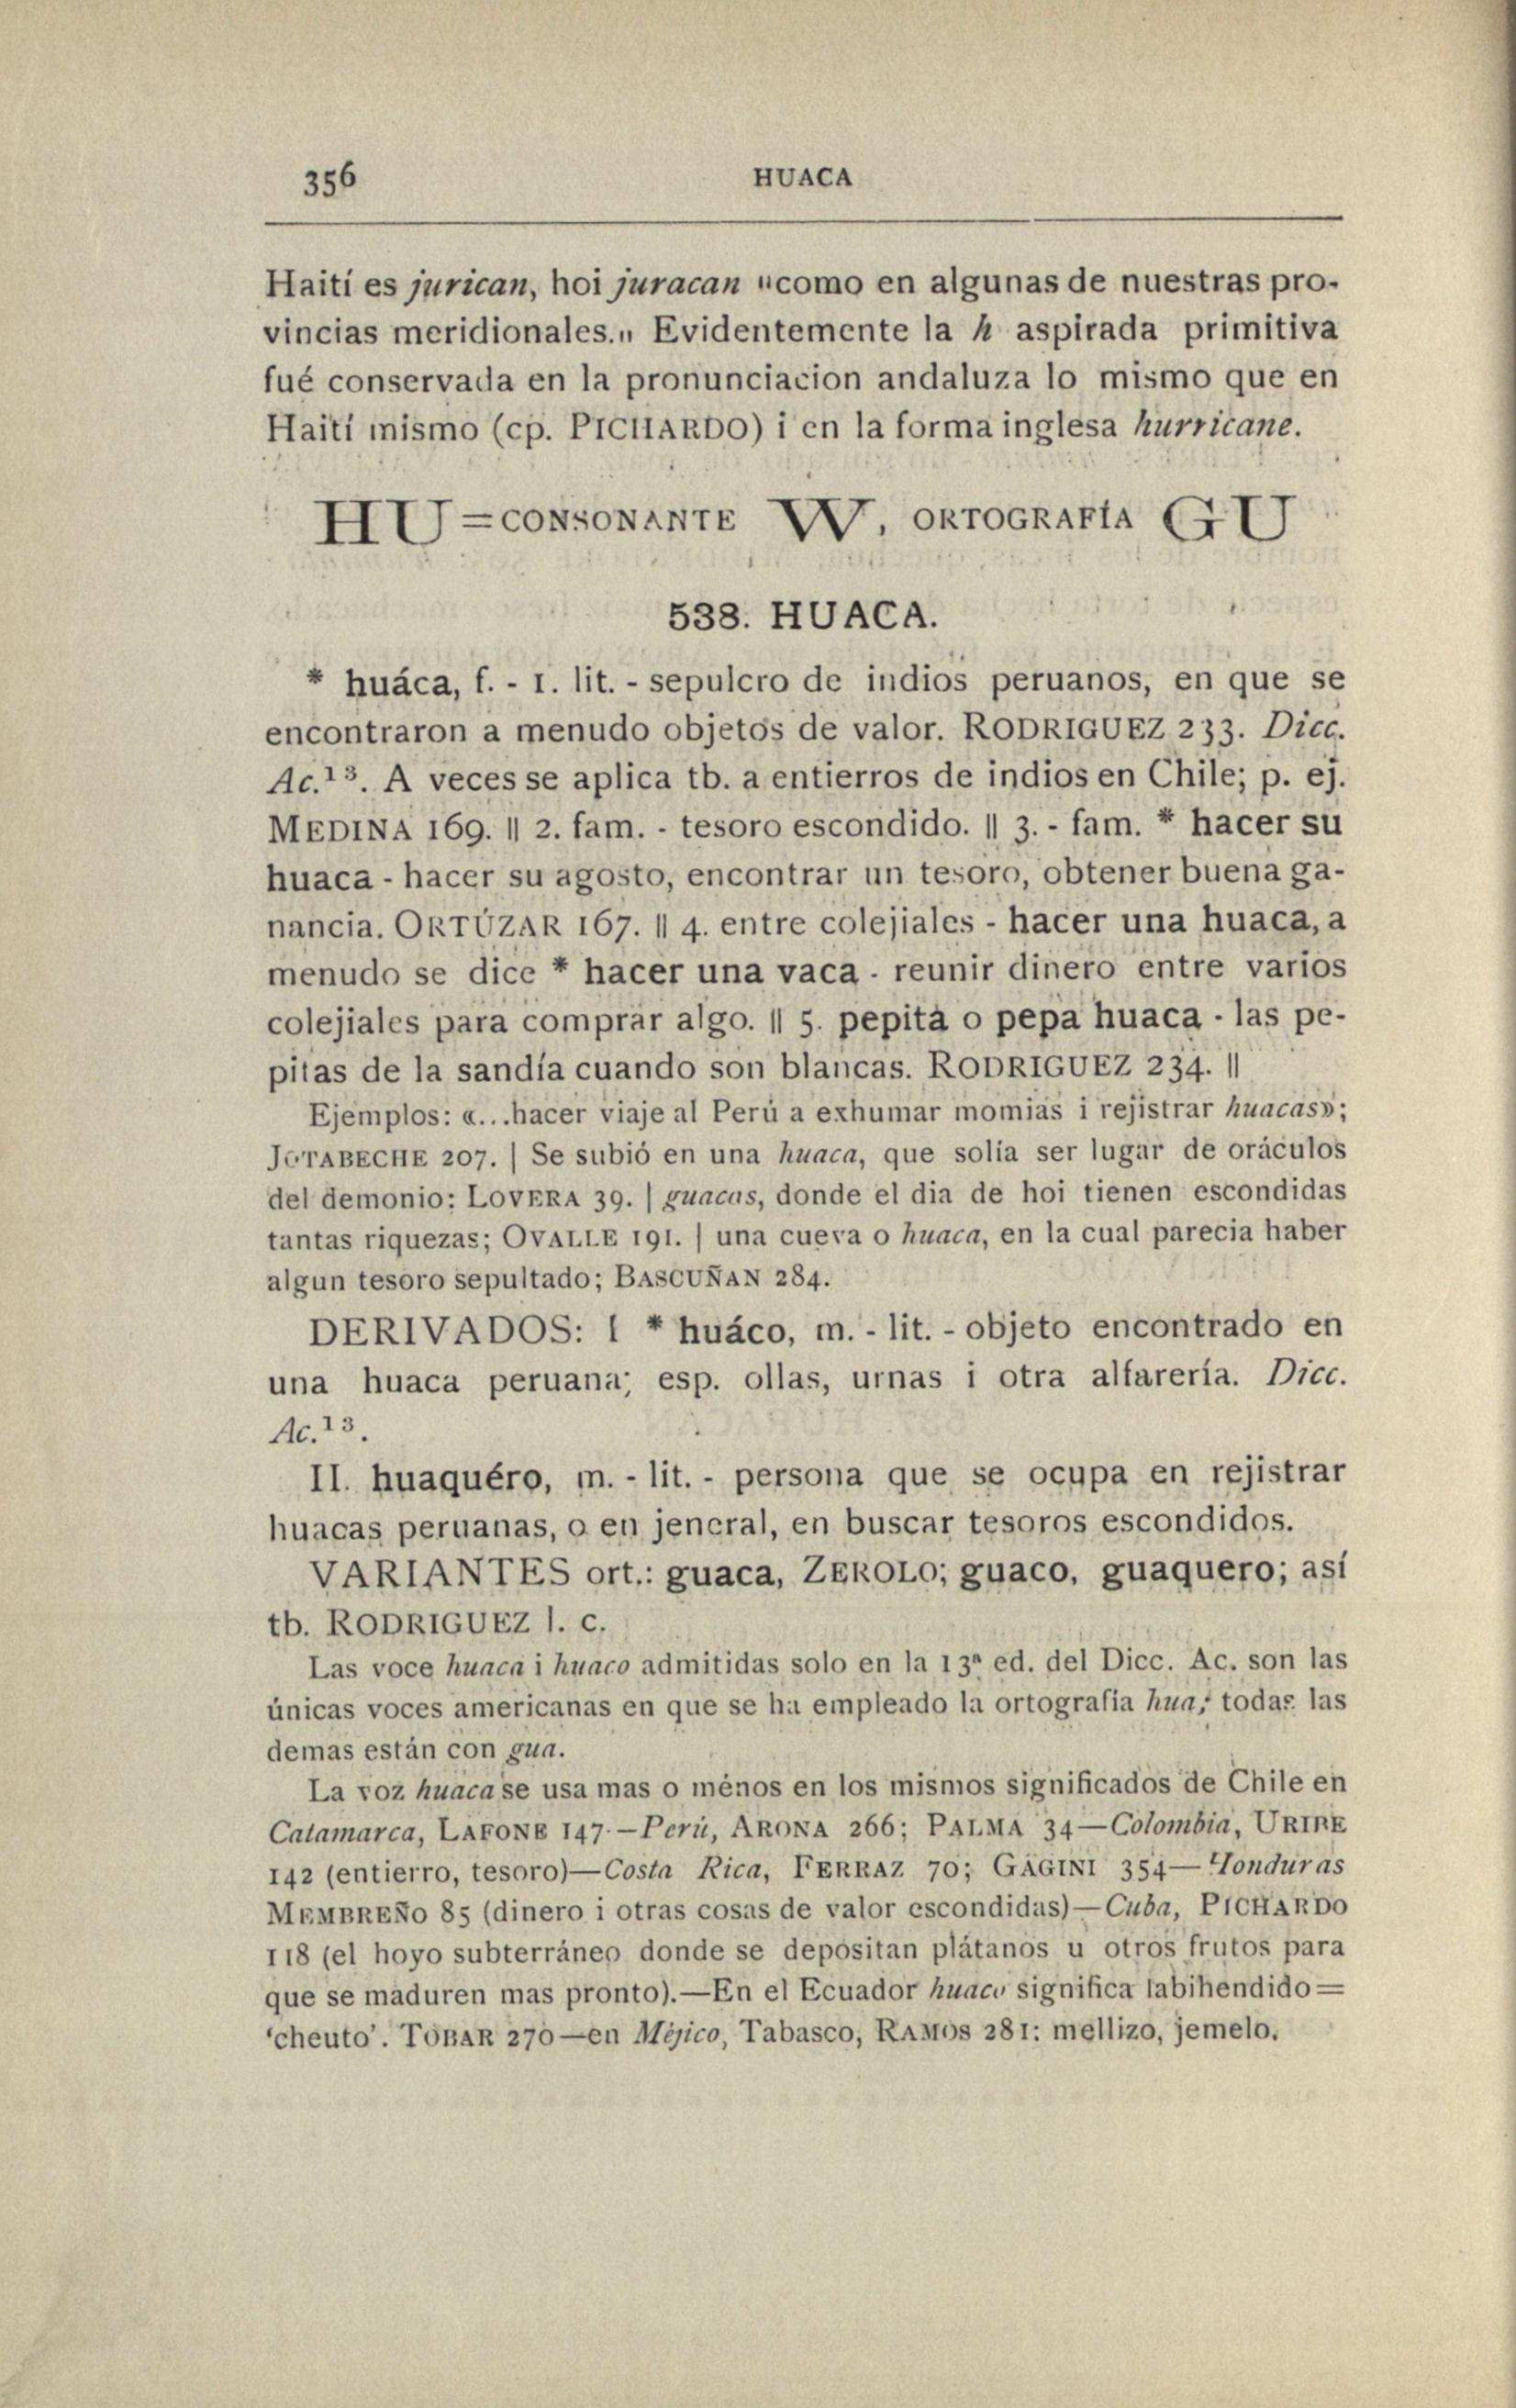 356 HUACA
Haití es jurican, hoi juracan "como en algunas de nuestras pro-
vincias meridionales.„ Evidentemente la h aspirada primitiva
fué conservada en la pronunciacion andaluza lo mismo que en
Haití mismo (cp. PICHARDO) i en la forma inglesa hurricane.
HU=CONSONANTE W, ORTOGRAFÍA GU
538. HUACA.
* huáca, f. - 1. lit. - sepulcro de indios peruanos, en que se
encontraron a menudo objetos de valor. RODRIGUEZ 233. Dicc.
Ac.¹³. A veces se aplica tb. a entierros de indios en Chile; p. ej.
MEDINA 169. || 2. fam. - tesoro escondido. || 3. - fam. * hacer su
huaca - hacer su agosto, encontrar un tesoro, obtener buena ga-
nancia. ORTÚZAR 167. || 4. entre colejiales - hacer una huaca, a
menudo se dice * hacer una vaca - reunir dinero entre varios
colejiales para comprar algo. || 5. pepita o pepa huaca - las pe-
pitas de la sandía cuando son blancas. RODRIGUEZ 234. ||
Ejemplos: «...hacer viaje al Perú a exhumar momias i rejistrar huacas»;
JOTABECHE 207. | Se subió en una huaca, que solia ser lugar de oráculos
del demonio: LOVERA 39. | guacas, donde el dia de hoi tienen escondidas
tantas riquezas; OVALLE 191. | una cueva o huaca, en la cual parecia haber
algun tesoro sepultado; BASCUÑAN 284.
DERIVADOS: I * huáco, m. - lit. - objeto encontrado en
una huaca peruana; esp. ollas, urnas i otra alfarería. Dicc.
Ac.¹³.
II. huaquéro, m. - lit. - persona que se ocupa en rejistrar
huacas peruanas, o en jeneral, en buscar tesoros escondidos.
VARIANTES ort.: guaca, ZEROLO; guaco, guaquero; así
tb. RODRIGUEZ l. c.
Las voce huaca i huaco admitidas solo en la 13ª ed. del Dicc. Ac. son las
únicas voces americanas en que se ha empleado la ortografia hua; todas las
demas están con gua.
La voz huaca se usa mas o ménos en los mismos significados de Chile en
Catamarca, LAFONE 147.—Perú, ARONA 266; PALMA 34—Colombia, URIBE
142 (entierro, tesoro)—Costa Rica, FERRAZ 70; GAGINI 354—Honduras
MEMBREÑO 85 (dinero i otras cosas de valor escondidas)—Cuba, PICHARDO
118 (el hoyo subterráneo donde se depositan plátanos u otros frutos para
que se maduren mas pronto).—En el Ecuador huaco significa labihendido=
'cheuto'. TOBAR 270—en Méjico, Tabasco, RAMOS 281: mellizo, jemelo.